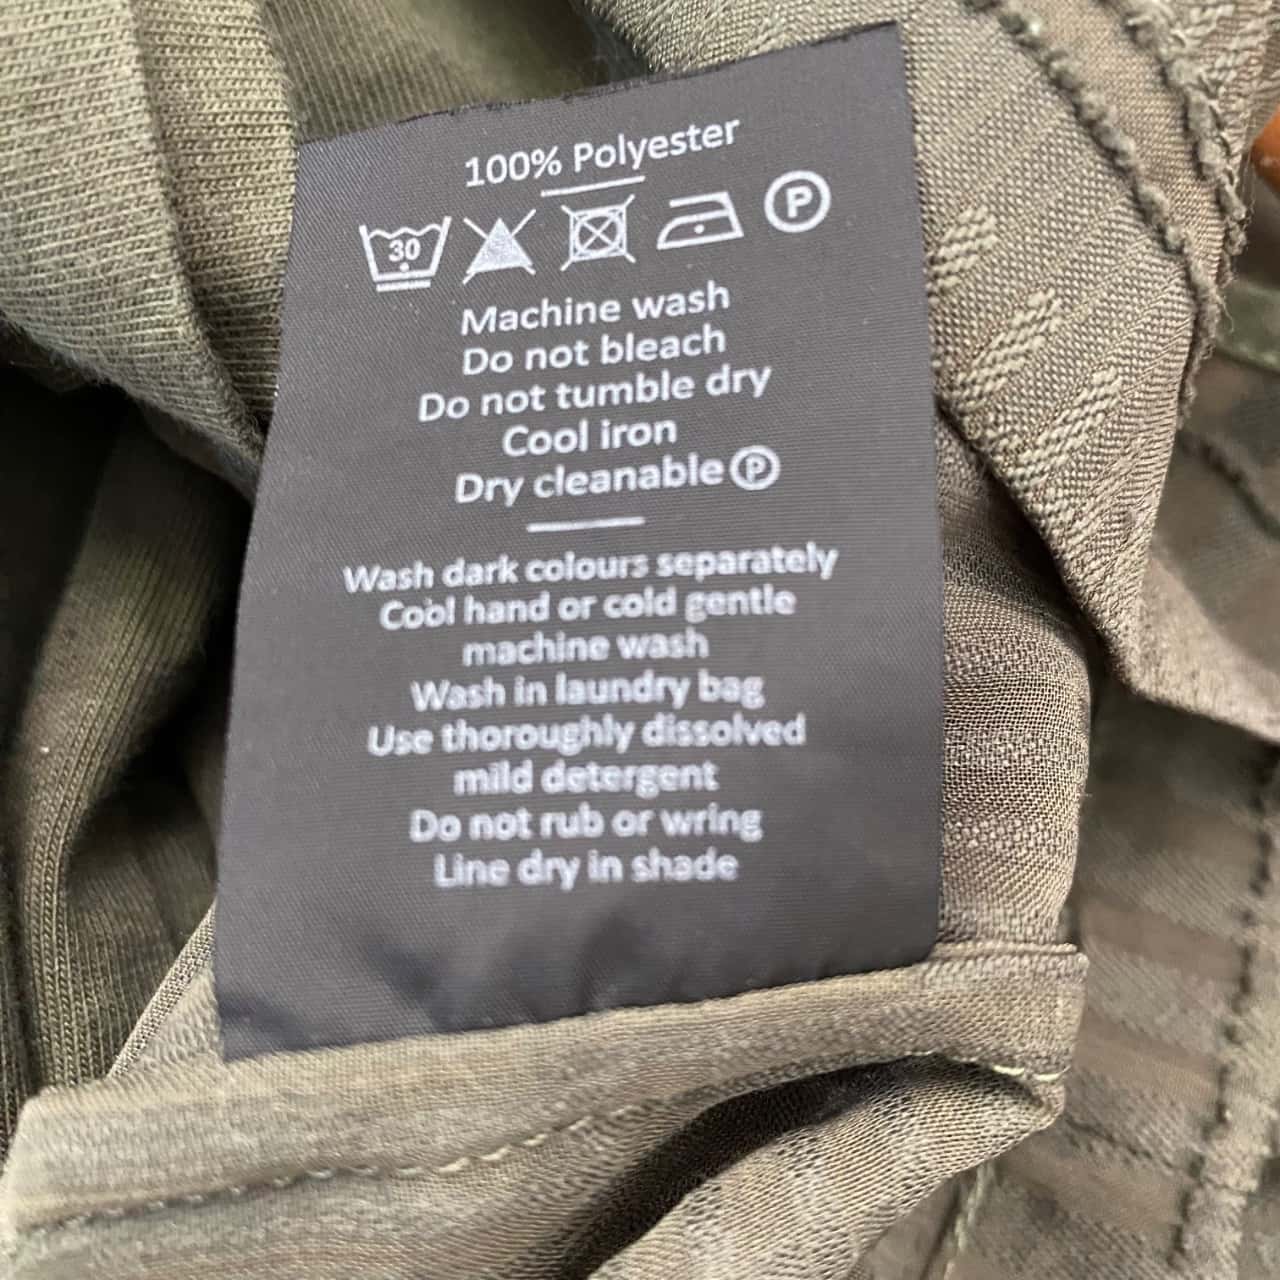 100% Polyester
30 P
Machine wash
Do not bleach
Do not tumble dry
Cool iron
Dry cleanable P
Wash dark colours separately
Cool hand or cold gentle
machine wash
Wash in laundry bag
Use thoroughly dissolved
mild detergent
Do not rub or wring
Line dry in shade